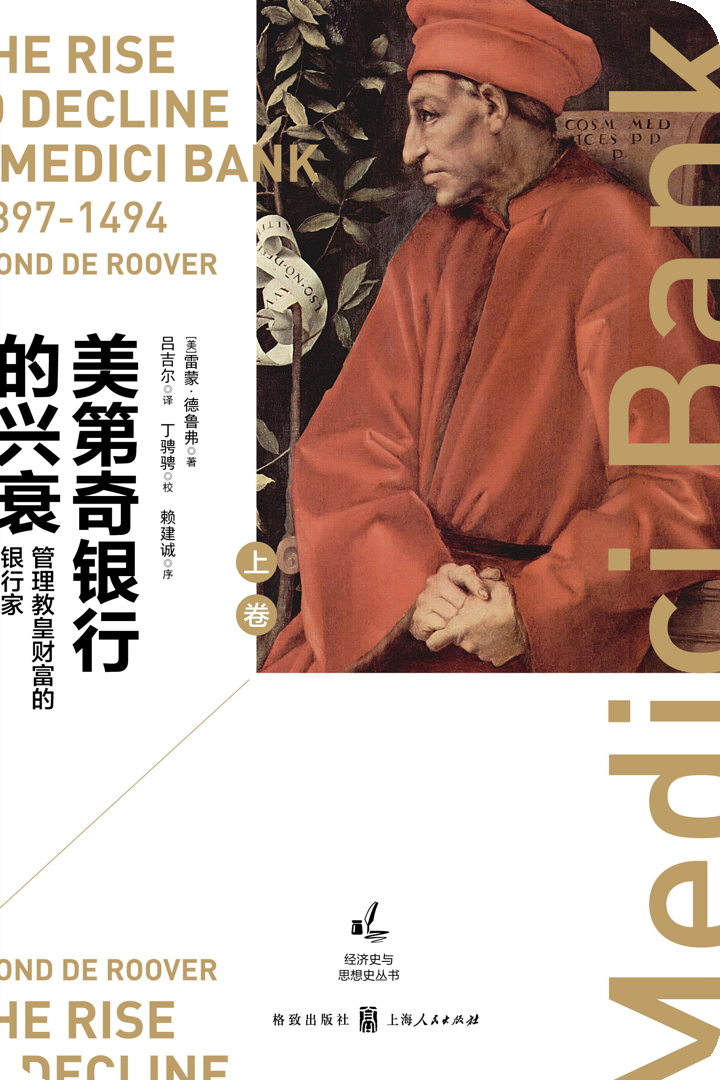 HE RISE
D DECLINE
MEDICI BANK
397-1494
OND DE ROOVER
COSM MED
ICES P P D
P
美第奇银行
的兴衰
管理教皇财富的
银行家
[美]雷蒙·德鲁弗◎著
吕吉尔◎译 丁骋骋◎校 赖建诚◎序
上卷
Medici Bank
经济史与
思想史丛书
格致出版社 上海人民出版社
OND DE ROOVER
HE RISE
DECLINE